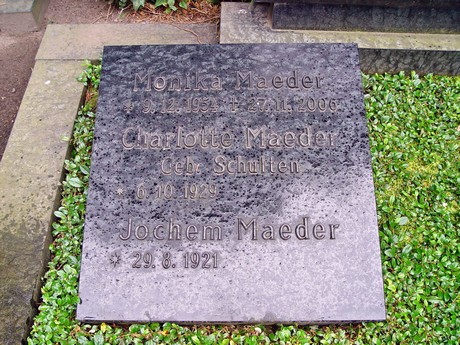 Monika Maeder
* 9.12.1954 + 27.11.2006
Charlotte Maeder
Geb. Schulten
* 6.10.1929
Jochem Maeder
* 29. 8. 1921